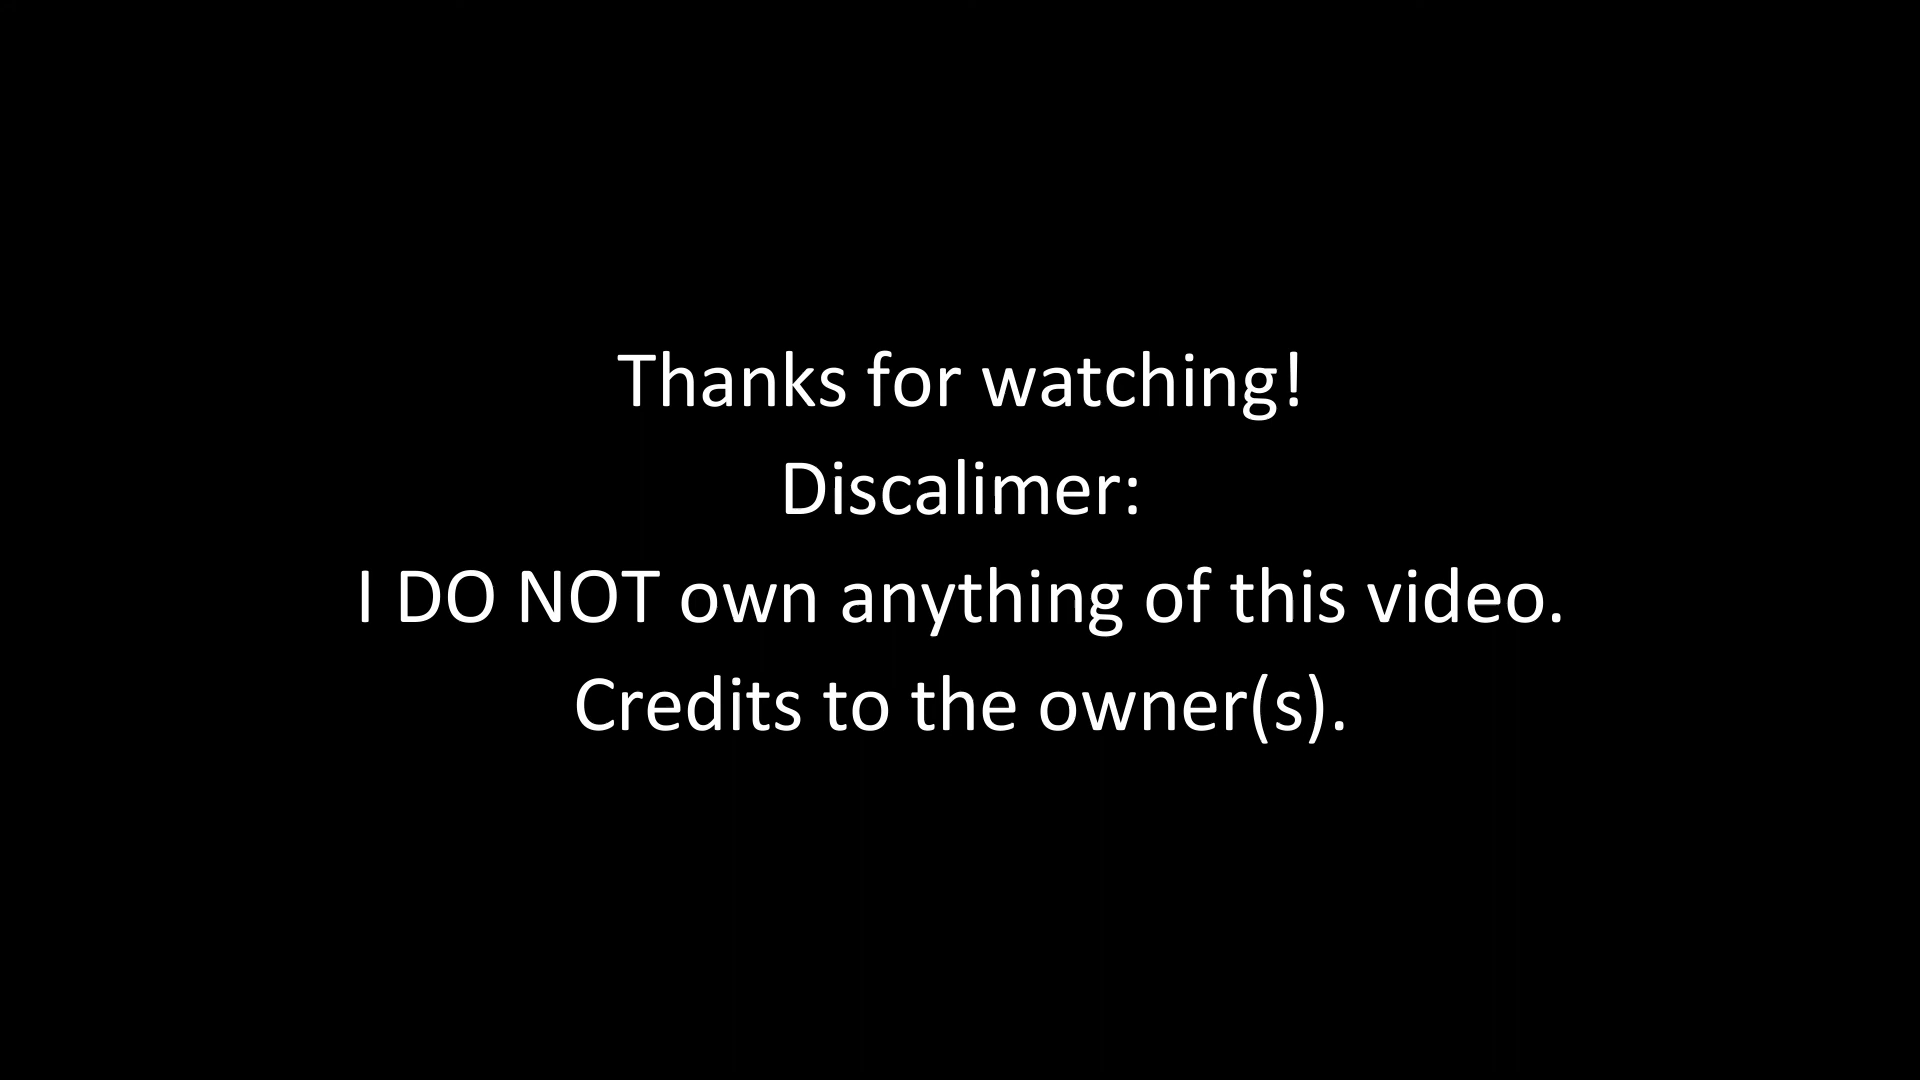 Thanks for watching!
Discalimer:
I DO NOT own anything of this video.
Credits to the owner(s).